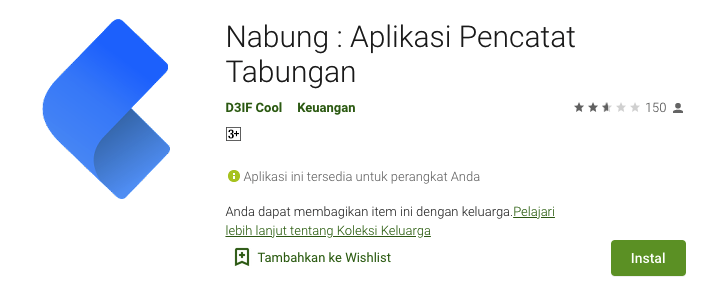 Nabung : Aplikasi Pencatat
Tabungan
D3IF Cool Keuangan 150
3+
Aplikasi ini tersedia untuk perangkat Anda
Anda dapat membagikan item ini dengan keluarga.Pelajari
lebih lanjut tentang Koleksi Keluarga
Tambahkan ke Wishlist
Instal